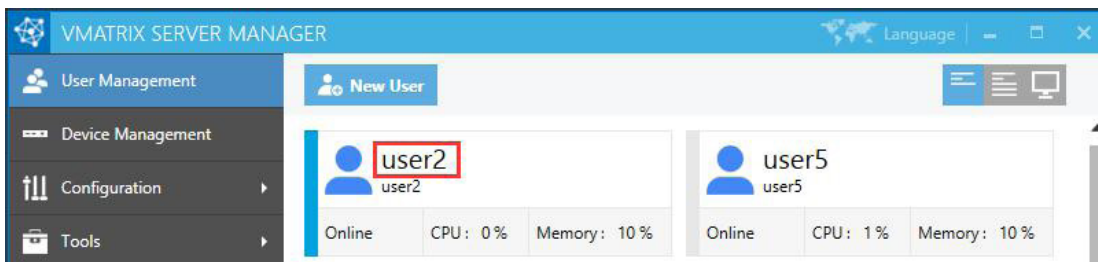 VMATRIX SERVER MANAGER
Language
User Management
New User
Device Management
Configuration
Tools
user2
user2
Online CPU: 0 % Memory: 10 %
user5
user5
Online CPU: 1 % Memory: 10 %